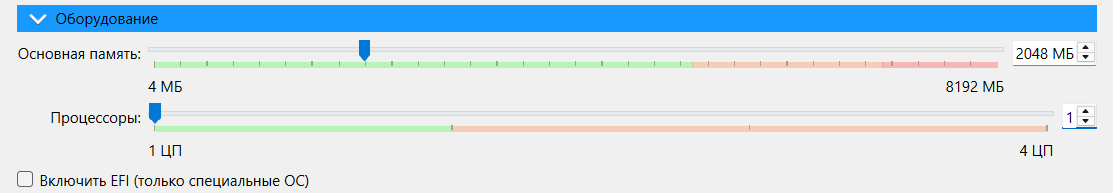 Оборудование
Основная память: 2048 МБ
4 МБ 8192 МБ
Процессоры: 1
1 ЦП 4 ЦП
Включить EFI (только специальные ОС)